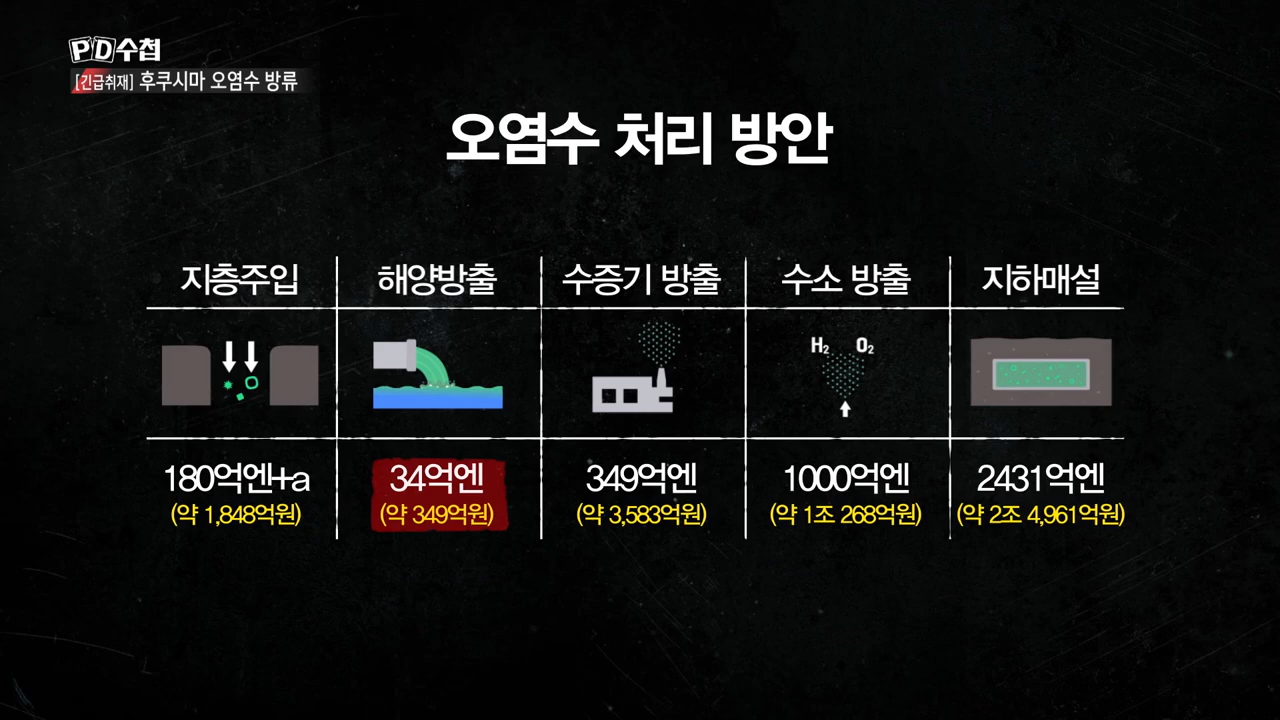 PD수첩
[긴급취재] 후쿠시마 오염수 방류
오염수 처리 방안
지층주입 해양방출 수증기 방출 수소 방출 지하매설
H₂ O₂
180억엔+a 34억엔 349억엔 1000억엔 2431억엔
(약 1,848억원) (약 349억원) (약 3,583억원) (약 1조 268억원) (약 2조 4,961억원)